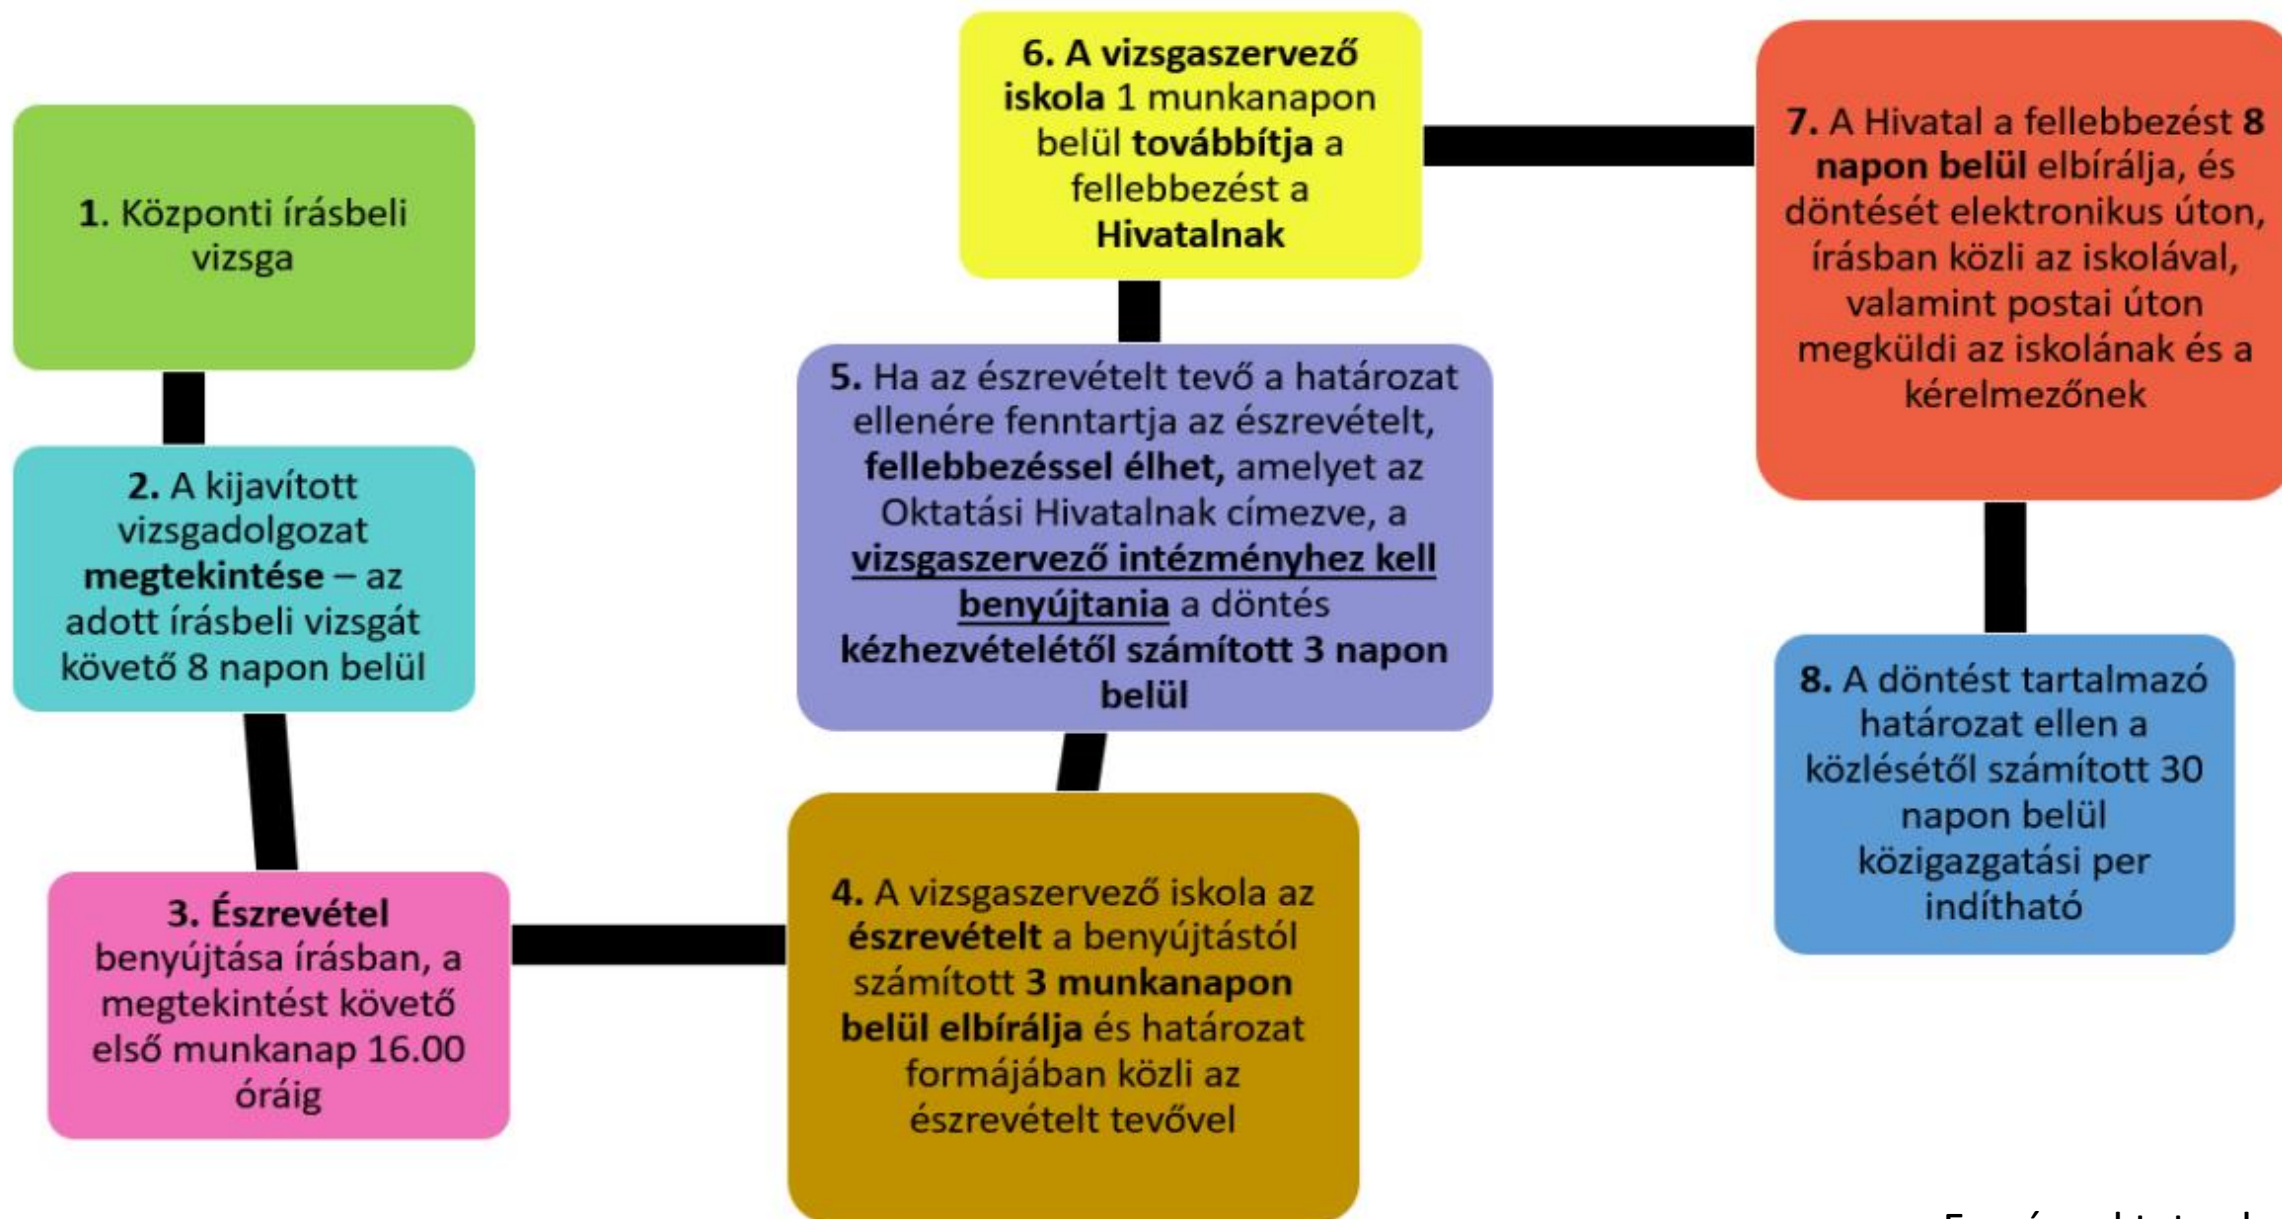 1. Központi írásbeli
vizsga
2. A kijavított
vizsgadolgozat
megtekintése – az
adott írásbeli vizsgát
követő 8 napon belül
3. Észrevétel
benyújtása írásban, a
megtekintést követő
első munkanap 16.00
óráig
4. A vizsgaszervező iskola az
észrevételt a benyújtástól
számított 3 munkanapon
belül elbírálja és határozat
formájában közli az
észrevételt tevővel
5. Ha az észrevételt tevő a határozat
ellenére fenntartja az észrevételt,
fellebbezéssel élhet, amelyet az
Oktatási Hivatalnak címezve, a
vizsgaszervező intézményhez kell
benyújtania a döntés
kézhezvételétől számított 3 napon
belül
6. A vizsgaszervező
iskola 1 munkanapon
belül továbbítja a
fellebbezést a
Hivatalnak
7. A Hivatal a fellebbezést 8
napon belül elbírálja, és
döntését elektronikus úton,
írásban közli az iskolával,
valamint postai úton
megküldi az iskolának és a
kérelmezőnek
8. A döntést tartalmazó
határozat ellen a
közlésétől számított 30
napon belül
közigazgatási per
indítható